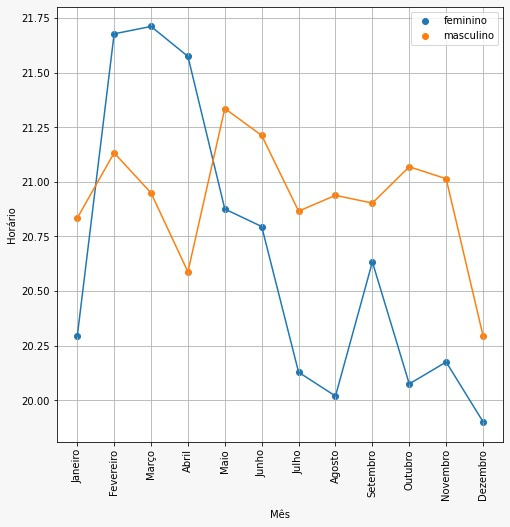 feminino
masculino
21.75
21.50
21.25
21.00
20.75
20.50
20.25
20.00
Horário
Janeiro
Fevereiro
Março
Abril
Maio
Junho
Julho
Agosto
Setembro
Outubro
Novembro
Dezembro
Mês